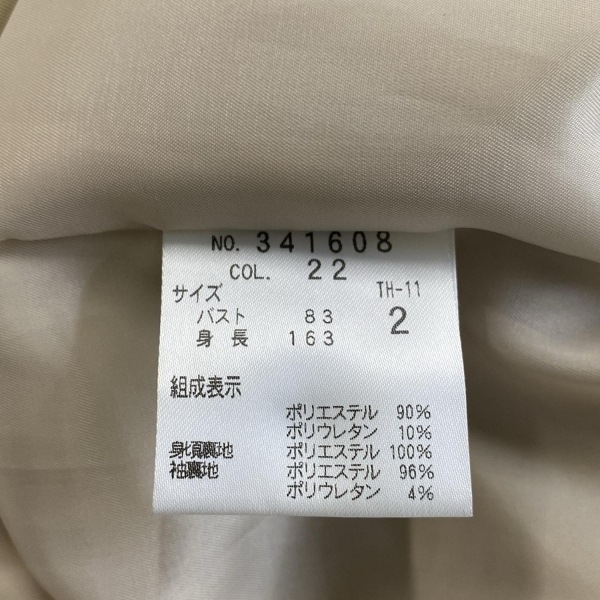 NO. 341608
COL. 22
サイズ TH-11
バスト 83 2
身長 163
組成表示
ポリエステル 90%
ポリウレタン 10%
身頃裏地 ポリエステル 100%
袖裏地 ポリエステル 96%
ポリウレタン 4%